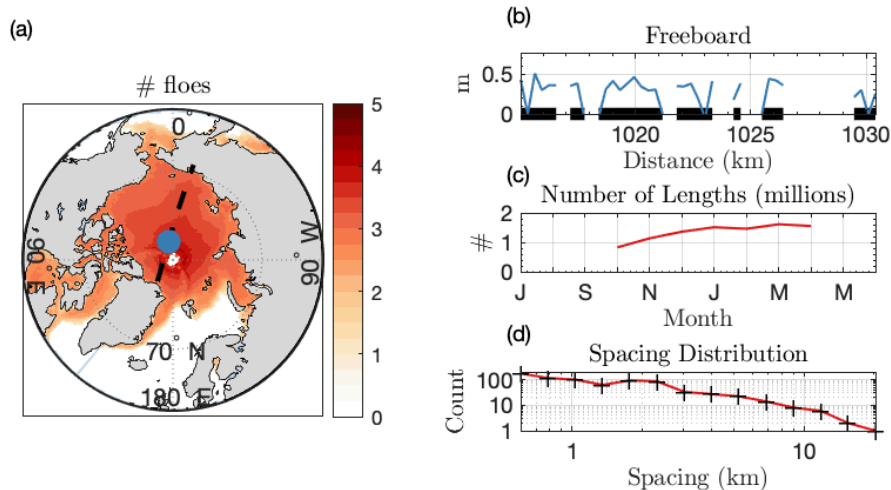 (a)
# floes
0
90 W
90 E
70 N
180 E
5
4
3
2
1
0
(b)
Freeboard
m
0.5
0
1020
1025
1030
Distance (km)
(c)
Number of Lengths (millions)
#
2
1
0
J
S
N
J
M
M
Month
(d)
Spacing Distribution
Count
100
10
1
1
10
Spacing (km)